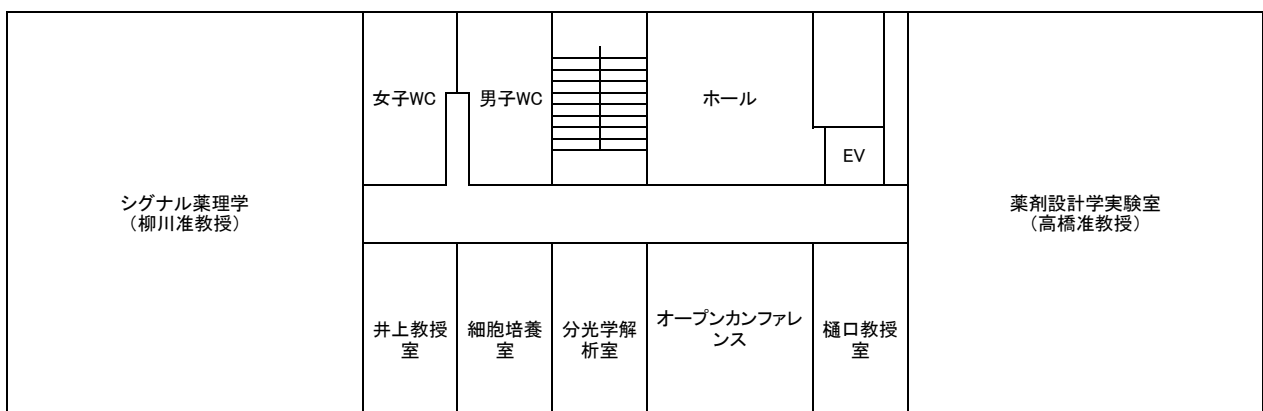 女子WC
男子WC
ホール
EV
シグナル薬理学
（柳川准教授）
薬剤設計学実験室
（高橋准教授）
井上教授
室
細胞培養
室
分光学解
析室
オープンカンファレ
ンス
樋口教授
室